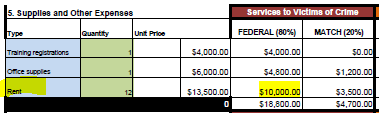 5. Supplies and Other Expenses Services to Victims of Crime
Type Quantity Unit Price FEDERAL (80%) MATCH (20%)
Training registrations 1 $4,000.00 $4,000.00 $0.00
Office supplies 1 $6,000.00 $4,800.00 $1,200.00
Rent 12 $13,500.00 $10,000.00 $3,500.00
0 $18,800.00 $4,700.00